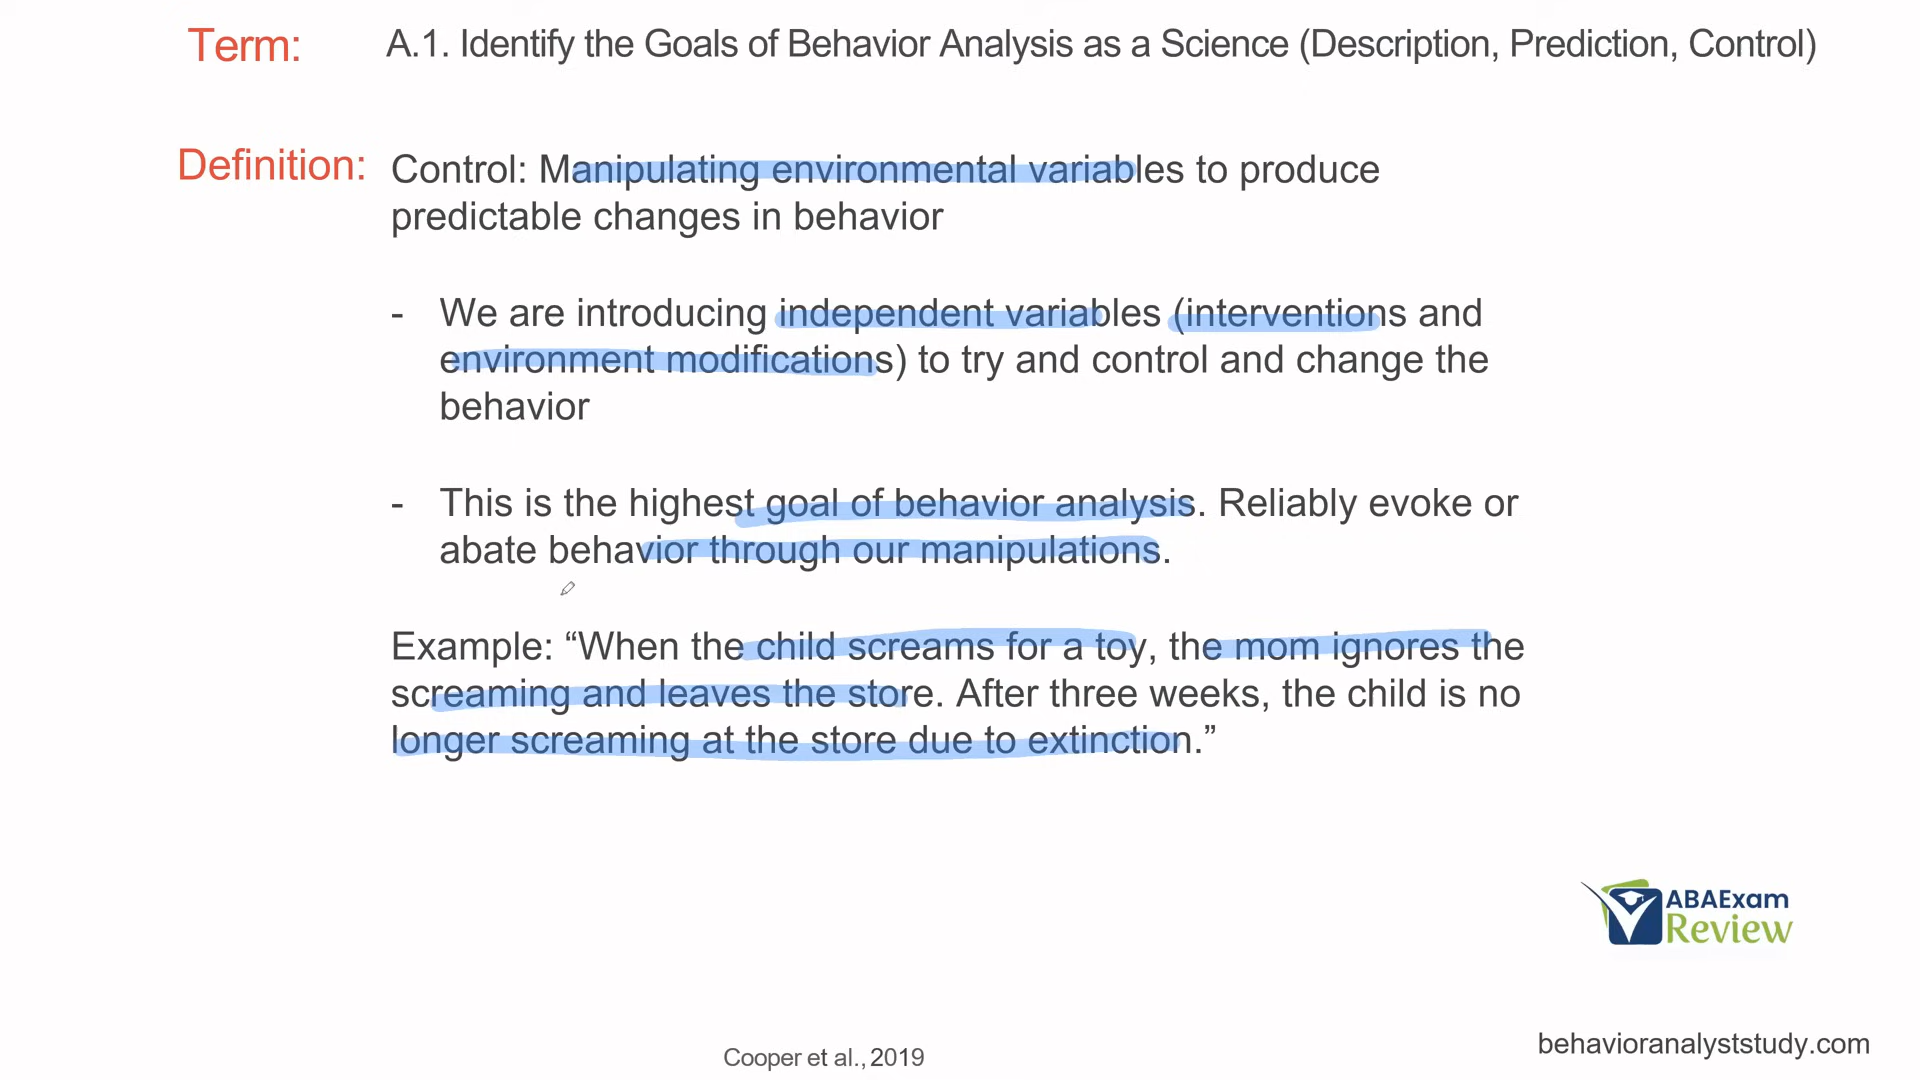 Term: A.1. Identify the Goals of Behavior Analysis as a Science (Description, Prediction, Control)
Definition: Control: Manipulating environmental variables to produce
predictable changes in behavior
- We are introducing independent variables (interventions and
environment modifications) to try and control and change the
behavior
- This is the highest goal of behavior analysis. Reliably evoke or
abate behavior through our manipulations.
Example: “When the child screams for a toy, the mom ignores the
screaming and leaves the store. After three weeks, the child is no
longer screaming at the store due to extinction.”
ABAExam
Review
Cooper et al., 2019
behavioranalyststudy.com